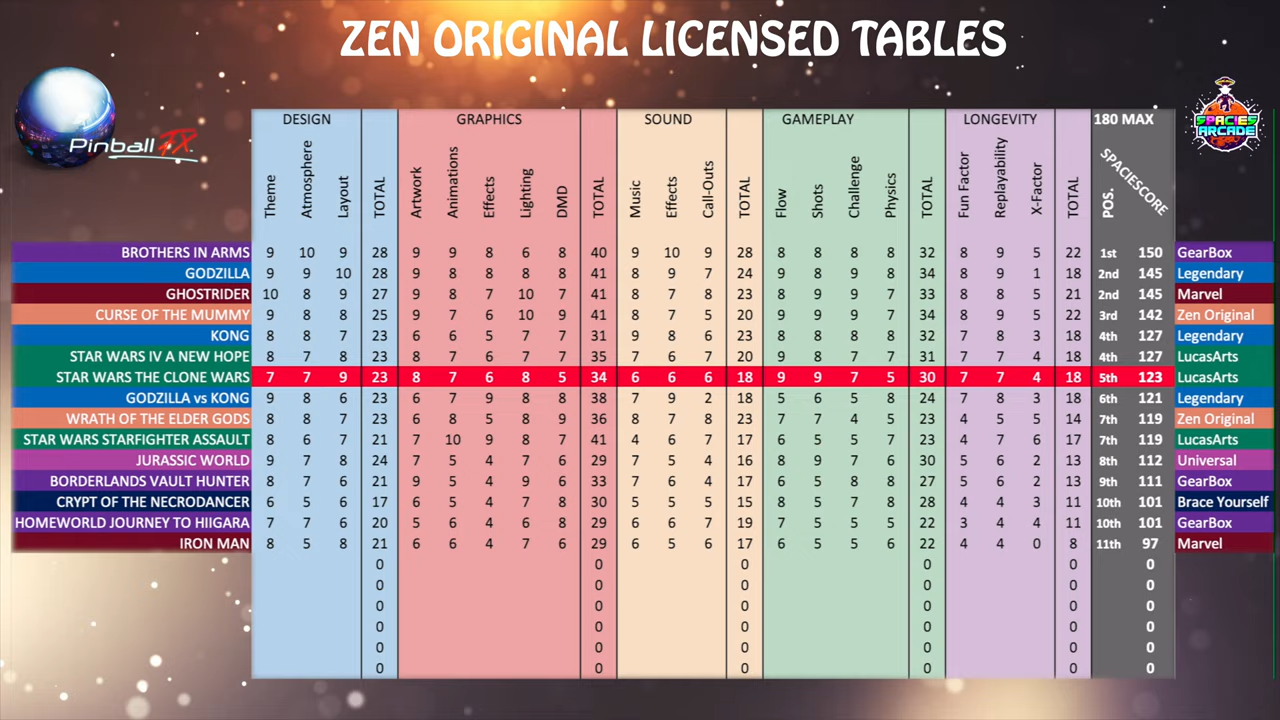 ZEN ORIGINAL LICENSED TABLES
Pinball FX
SPACIES ARCADE
DESIGN GRAPHICS SOUND GAMEPLAY LONGEVITY 180 MAX
Theme Atmosphere Layout TOTAL Artwork Animations Effects Lighting DMD TOTAL Music Effects Call-Outs TOTAL Flow Shots Challenge Physics TOTAL Fun Factor Replayability X-Factor TOTAL POS. SPACIESCORE
BROTHERS IN ARMS 9 10 9 28 9 9 8 6 8 40 9 10 9 28 8 8 8 8 32 8 9 5 22 1st 150 GearBox
GODZILLA 9 9 10 28 9 8 8 8 8 41 8 9 7 24 9 8 9 8 34 8 9 1 18 2nd 145 Legendary
GHOSTRIDER 10 8 9 27 9 8 7 10 7 41 8 7 8 23 8 9 9 7 33 8 8 5 21 2nd 145 Marvel
CURSE OF THE MUMMY 9 8 8 25 9 7 6 10 9 41 8 7 5 20 9 9 9 7 34 8 9 5 22 3rd 142 Zen Original
KONG 8 8 7 23 6 6 5 7 7 31 9 8 6 23 8 8 8 8 32 7 8 3 18 4th 127 Legendary
STAR WARS IV A NEW HOPE 8 7 8 23 8 7 6 7 7 35 7 6 7 20 9 8 7 7 31 7 7 4 18 4th 127 LucasArts
STAR WARS THE CLONE WARS 7 7 9 23 8 7 6 8 5 34 6 6 6 18 9 9 7 5 30 7 7 4 18 5th 123 LucasArts
GODZILLA vs KONG 9 8 6 23 6 7 9 8 8 38 7 9 2 18 5 6 5 8 24 7 8 3 18 6th 121 Legendary
WRATH OF THE ELDER GODS 8 8 7 23 6 8 5 8 9 36 8 7 8 23 7 7 4 5 23 4 5 5 14 7th 119 Zen Original
STAR WARS STARFIGHTER ASSAULT 8 6 7 21 7 10 9 8 7 41 4 6 7 17 6 5 5 7 23 4 7 6 17 7th 119 LucasArts
JURASSIC WORLD 9 7 8 24 7 5 4 7 6 29 7 5 4 16 8 9 7 6 30 5 6 2 13 8th 112 Universal
BORDERLANDS VAULT HUNTER 8 7 6 21 9 5 4 9 6 33 7 6 4 17 6 5 8 8 27 5 6 2 13 9th 111 GearBox
CRYPT OF THE NECRODANCER 6 5 6 17 6 5 4 7 8 30 5 5 5 15 8 5 7 8 28 4 4 3 11 10th 101 Brace Yourself
HOMEWORLD JOURNEY TO HIIGARA 7 7 6 20 5 6 4 6 8 29 6 6 7 19 7 5 5 5 22 3 4 4 11 10th 101 GearBox
IRON MAN 8 5 8 21 6 6 4 7 6 29 6 5 6 17 6 5 5 6 22 4 4 0 8 11th 97 Marvel
0 0 0 0 0 0
0 0 0 0 0 0
0 0 0 0 0 0
0 0 0 0 0 0
0 0 0 0 0 0
0 0 0 0 0 0